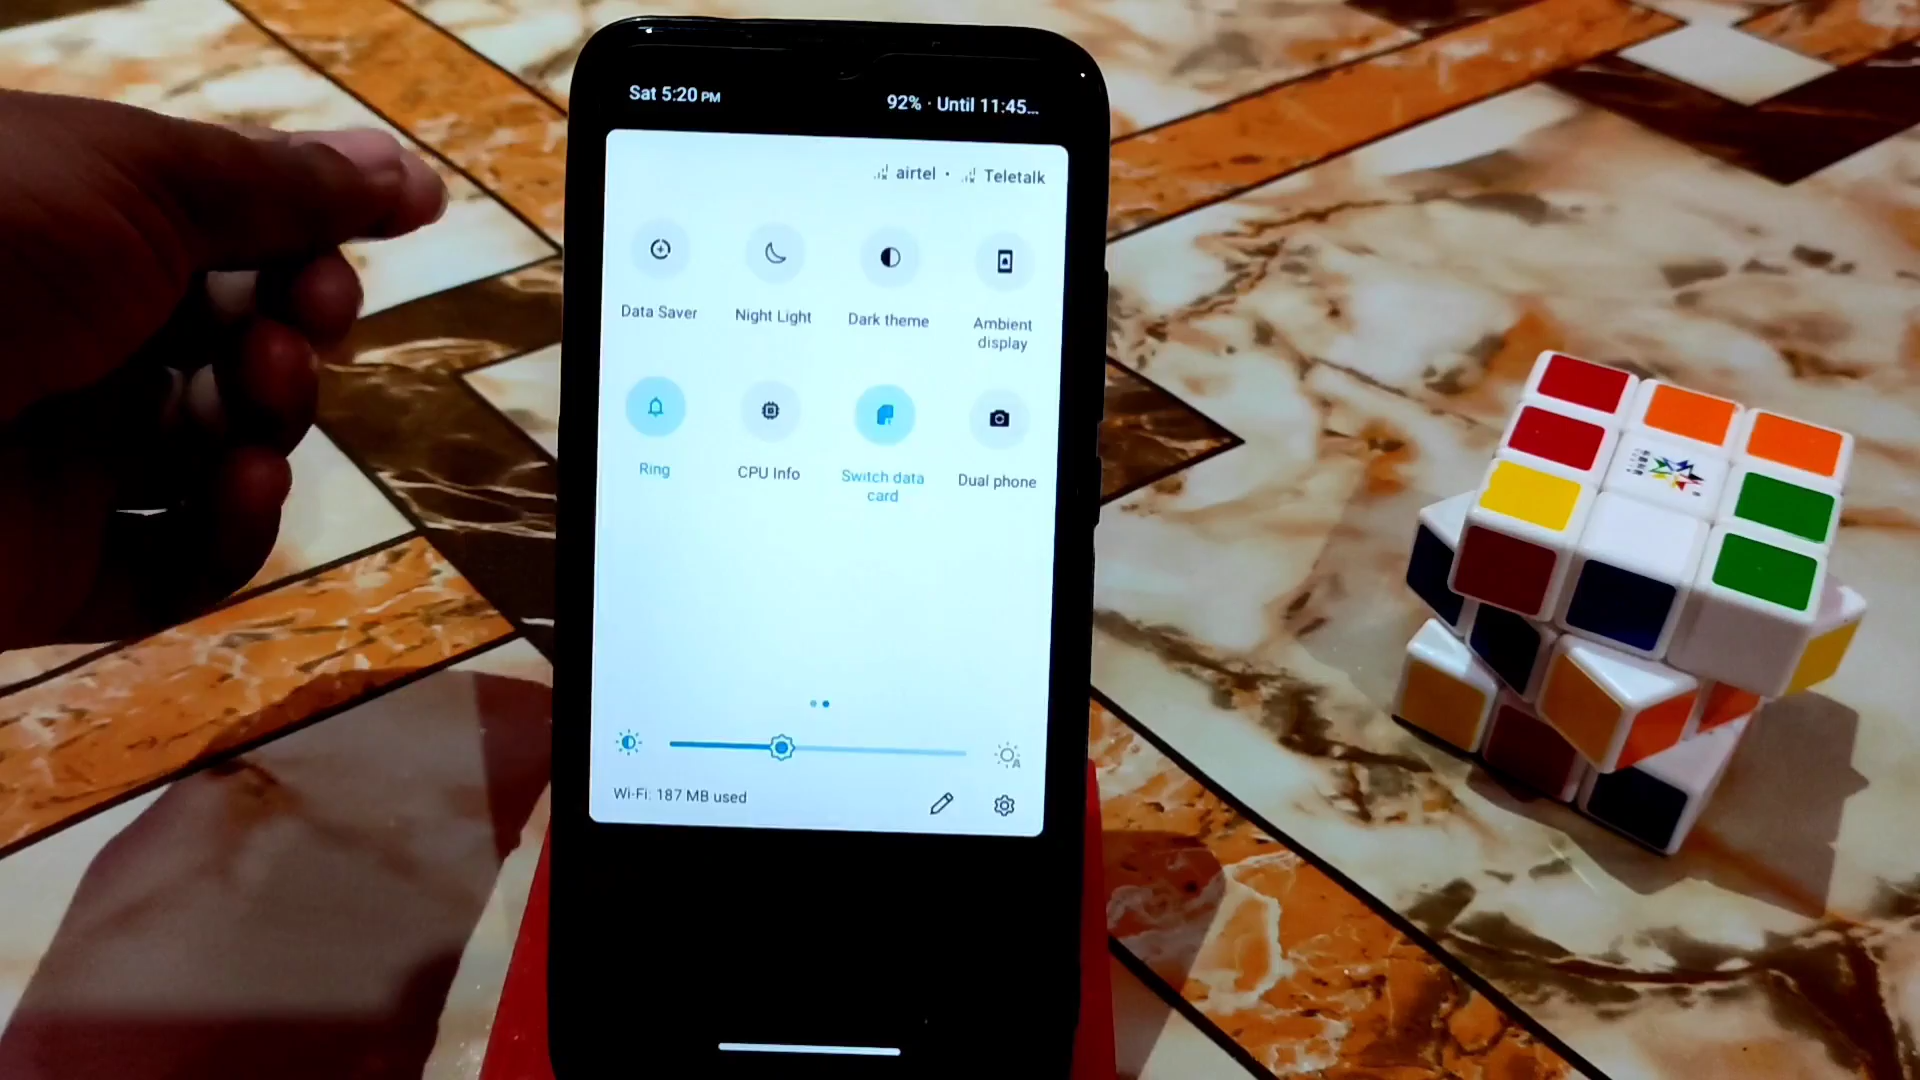 Sat 5:20 PM
92% · Until 11:45...
airtel · Teletalk
Data Saver
Night Light
Dark theme
Ambient
display
Ring
CPU Info
Switch data
card
Dual phone
Wi-Fi: 187 MB used